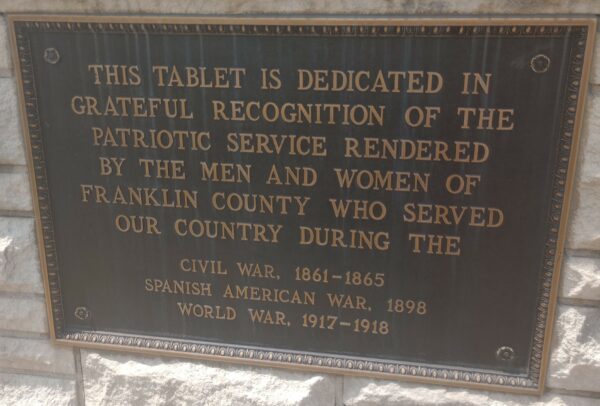 THIS TABLET IS DEDICATED IN
GRATEFUL RECOGNITION OF THE
PATRIOTIC SERVICE RENDERED
BY THE MEN AND WOMEN OF
FRANKLIN COUNTY WHO SERVED
OUR COUNTRY DURING THE
CIVIL WAR, 1861-1865
SPANISH AMERICAN WAR, 1898
WORLD WAR, 1917-1918